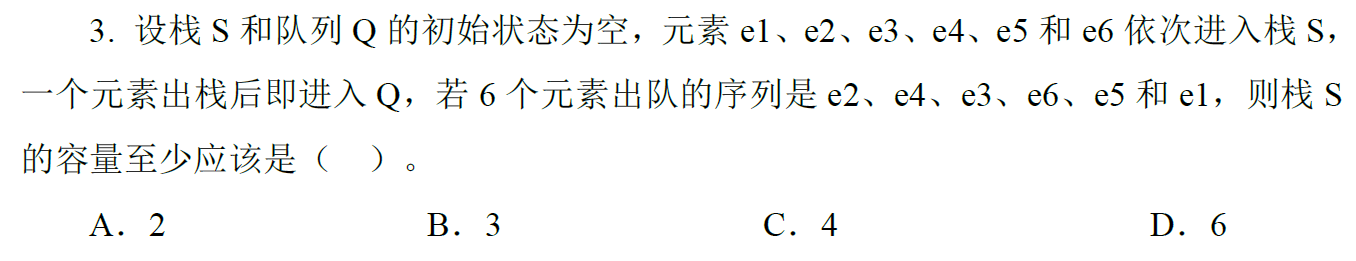 3. 设栈 S 和队列 Q 的初始状态为空，元素 e1、e2、e3、e4、e5 和 e6 依次进入栈 S，
一个元素出栈后即进入 Q，若 6 个元素出队的序列是 e2、e4、e3、e6、e5 和 e1，则栈 S
的容量至少应该是（ ）。
A．2 B．3 C．4 D．6